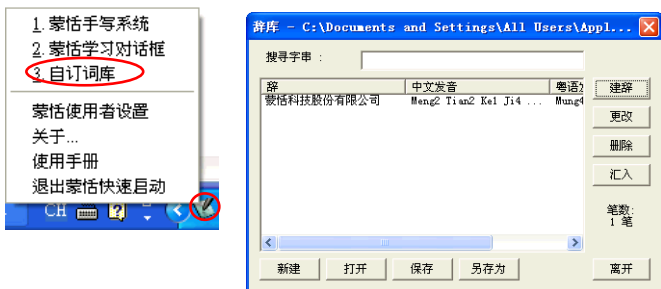 1. 蒙恬手写系统
2. 蒙恬学习对话框
3. 自订词库
蒙恬使用者设置
关于...
使用手册
退出蒙恬快速启动
CH
辞库 - C:\Documents and Settings\All Users\Appl...
搜寻字串 :
辞 中文发音 粤语发
蒙恬科技股份有限公司 Meng2 Tian2 Ke1 Ji4 ... Mung4
建辞
更改
删除
汇入
笔数:
1 笔
新建 打开 保存 另存为 离开